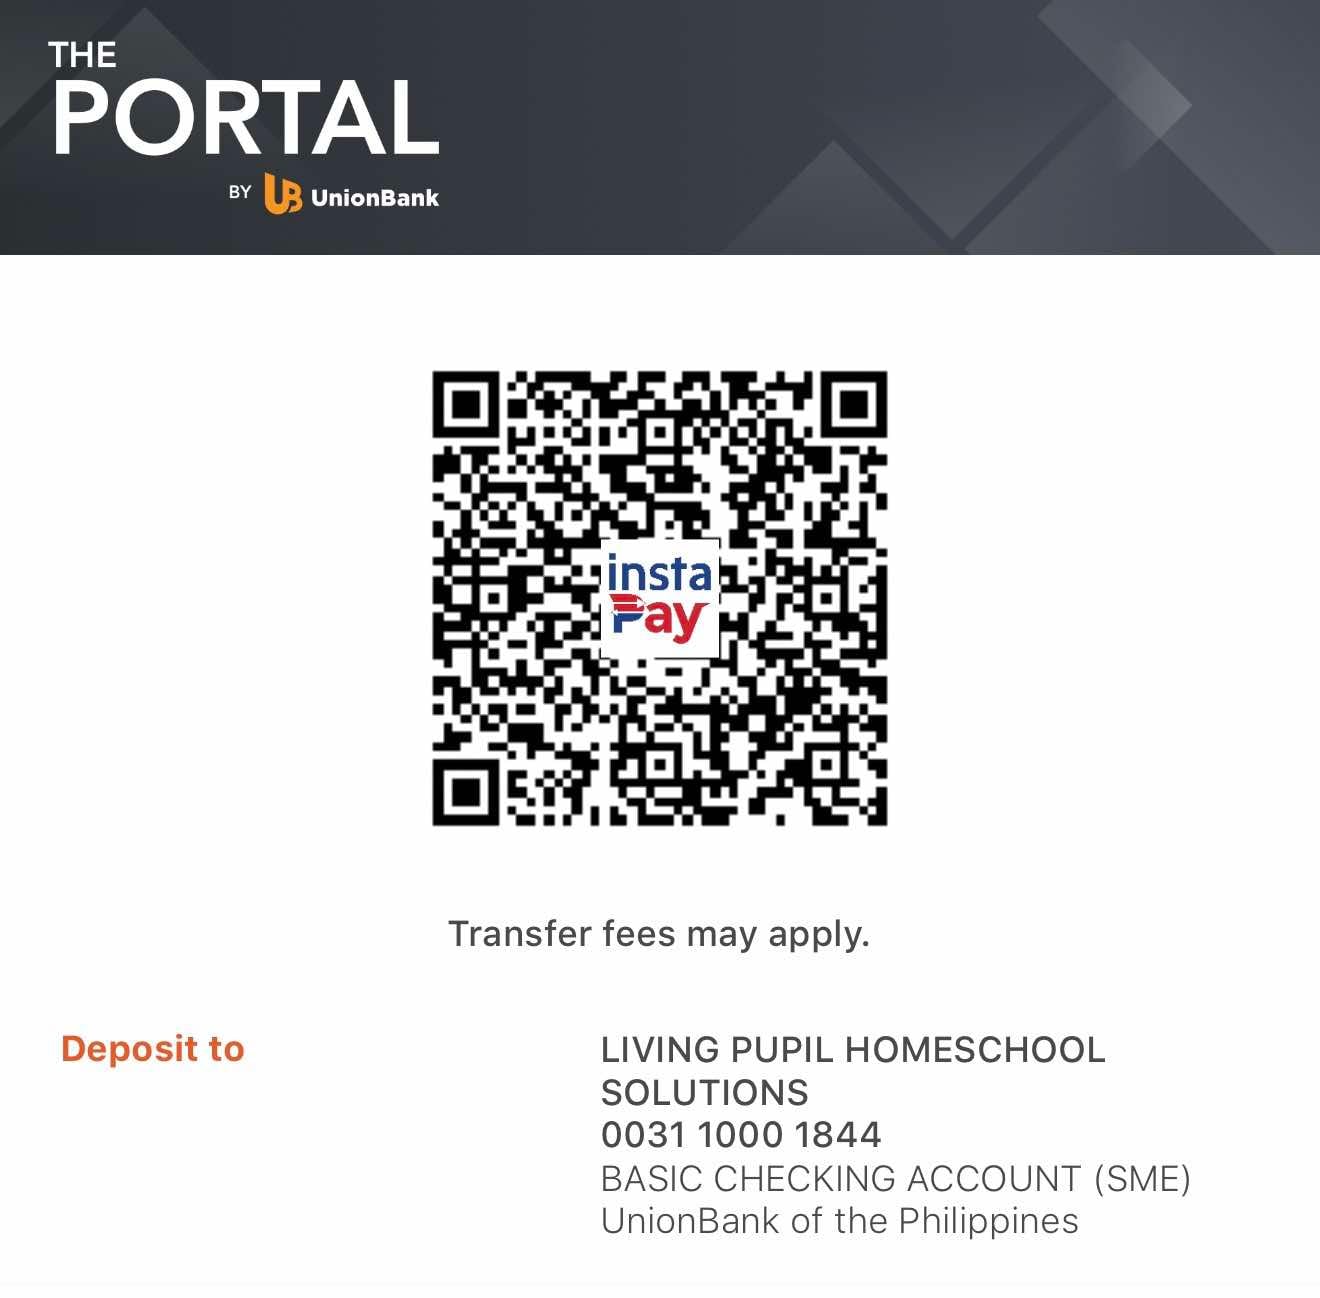 THE
PORTAL
BY UB UnionBank
insta
Pay
Transfer fees may apply.
Deposit to
LIVING PUPIL HOMESCHOOL
SOLUTIONS
0031 1000 1844
BASIC CHECKING ACCOUNT (SME)
UnionBank of the Philippines